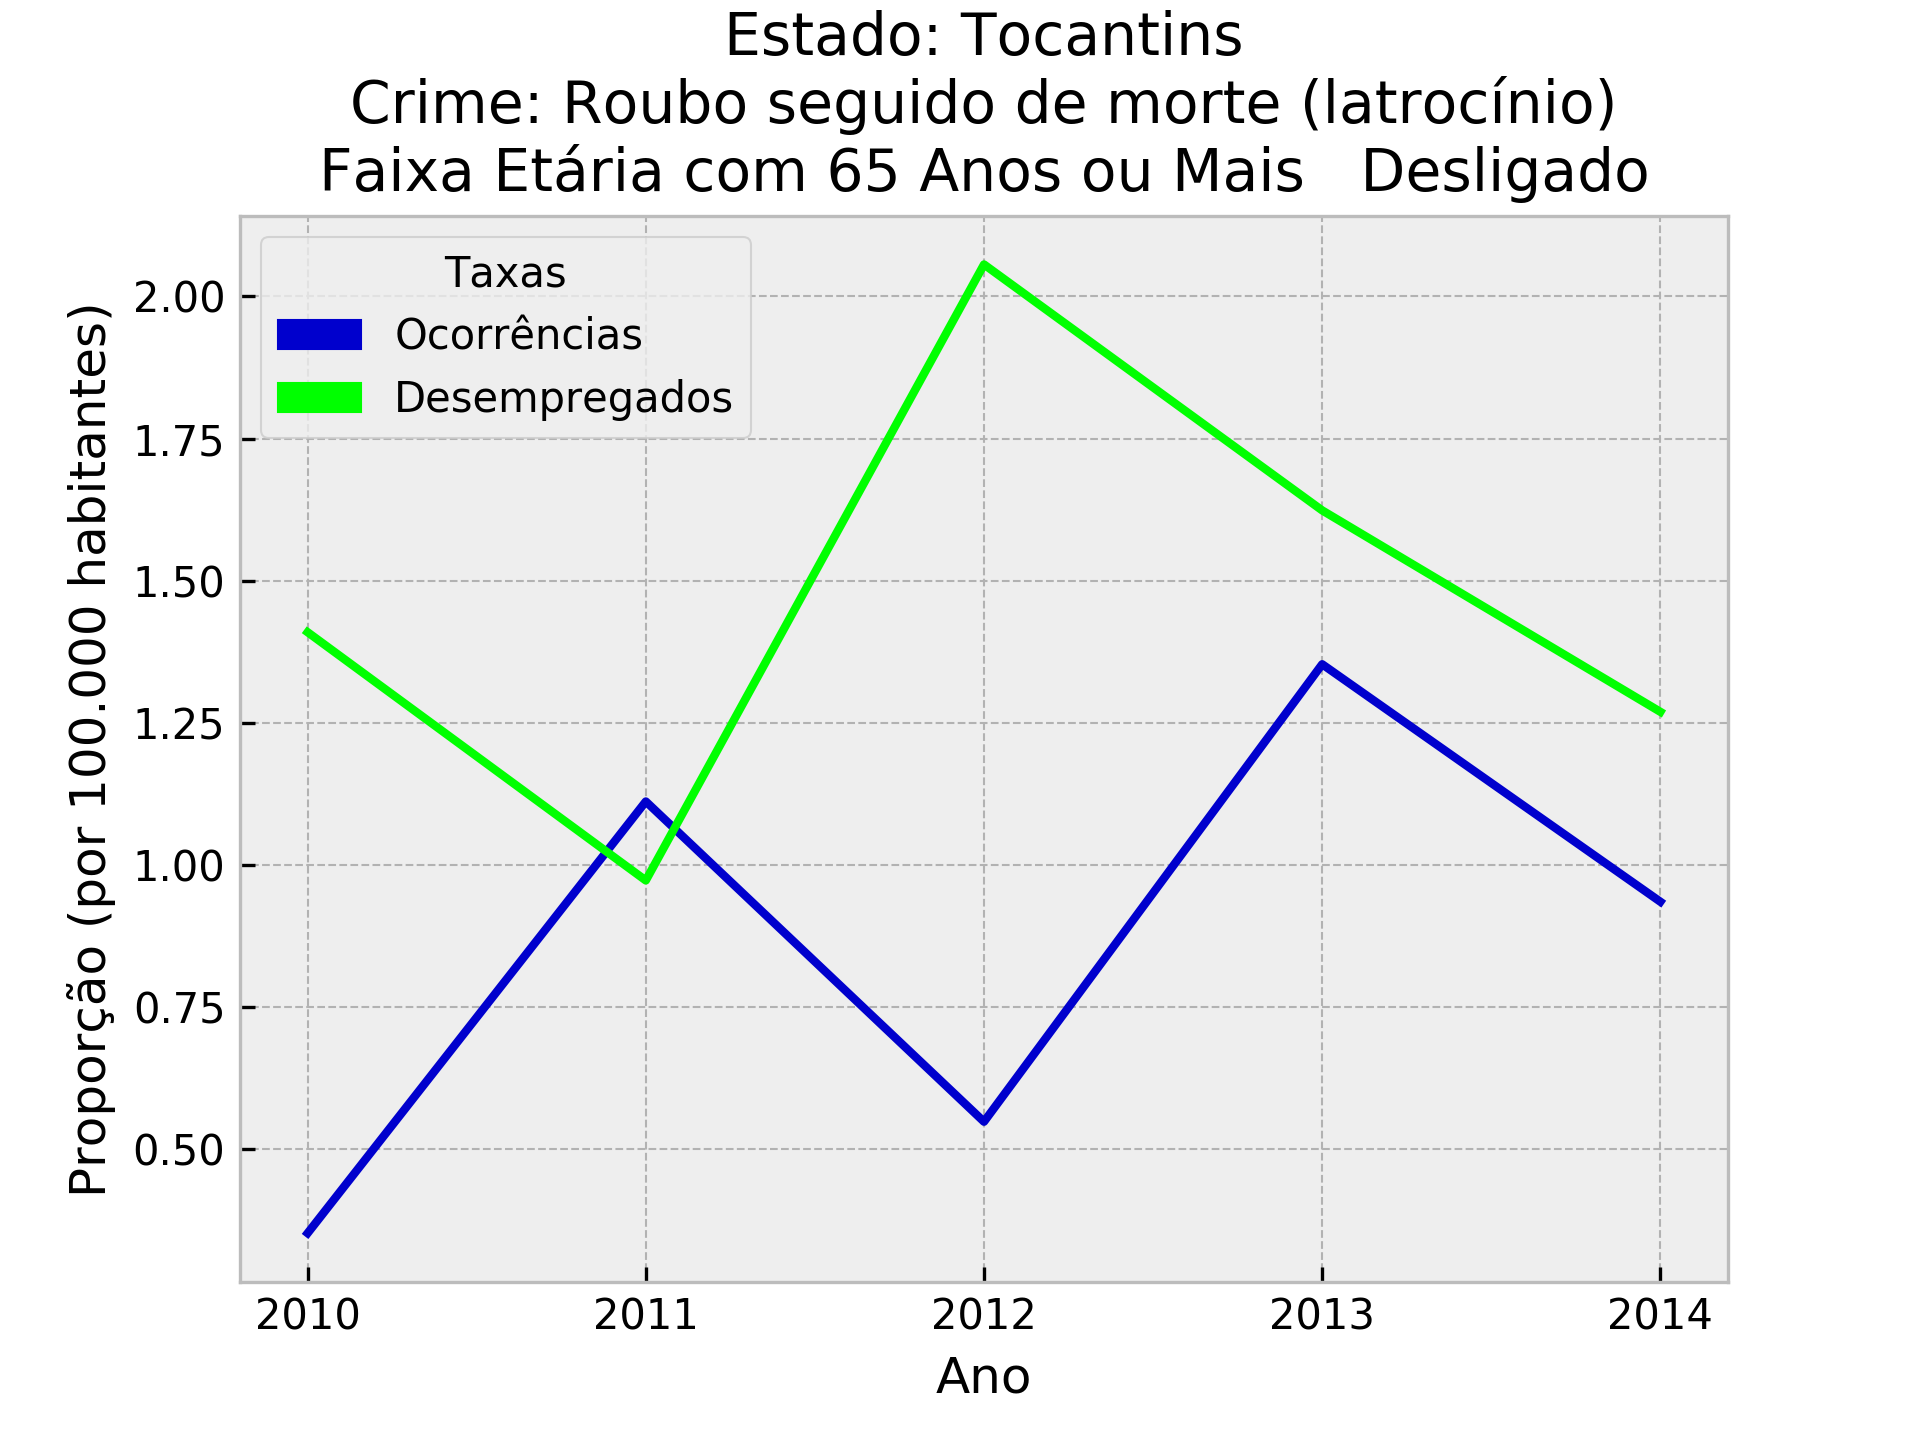 Estado: Tocantins
Crime: Roubo seguido de morte (latrocínio)
Faixa Etária com 65 Anos ou Mais   Desligado
Proporção (por 100.000 habitantes)
2.00
1.75
1.50
1.25
1.00
0.75
0.50
Taxas
Ocorrências
Desempregados
2010 2011 2012 2013 2014
Ano